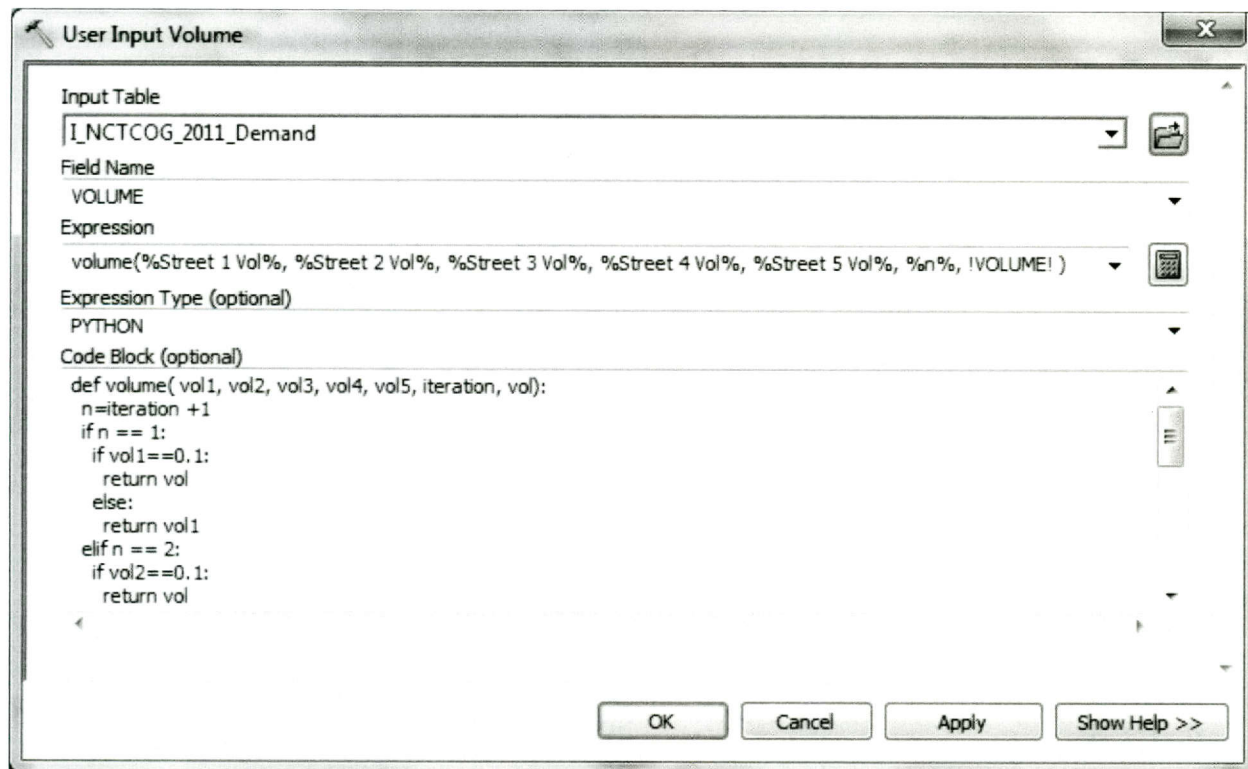 User Input Volume
Input Table
I_NCTCOG_2011_Demand
Field Name
VOLUME
Expression
volume(%Street 1 Vol%, %Street 2 Vol%, %Street 3 Vol%, %Street 4 Vol%, %Street 5 Vol%, %n%, !VOLUME! )
Expression Type (optional)
PYTHON
Code Block (optional)
def volume( vol1, vol2, vol3, vol4, vol5, iteration, vol):
n=iteration +1
if n == 1:
if vol1==0.1:
return vol
else:
return vol1
elif n == 2:
if vol2==0.1:
return vol
OK Cancel Apply Show Help >>